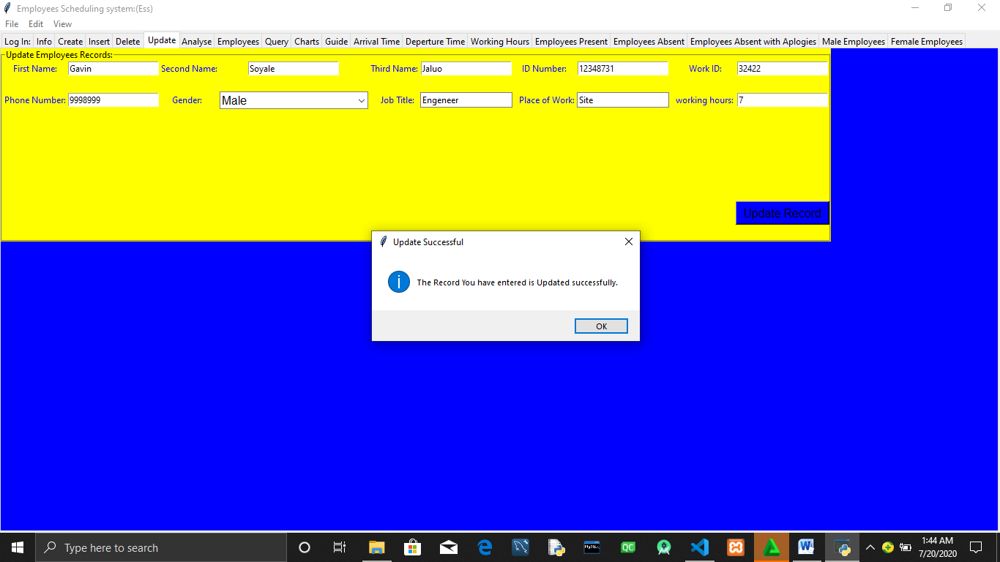 Employees Scheduling system:(Ess)
File Edit View
Log In: Info Create Insert Delete Update Analyse Employees Query Charts Guide Arrival Time Deperture Time Working Hours Employees Present Employees Absent Employees Absent with Aplogies Male Employees Female Employees
Update Employees Records:
First Name: Gavin Second Name: Soyale Third Name: Jaluo ID Number: 12348731 Work ID: 32422
Phone Number: 9998999 Gender: Male Job Title: Engeneer Place of Work: Site working hours: 7
Update Record
Update Successful
The Record You have entered is Updated successfully.
OK
Type here to search
MySQL
QC
1:44 AM
7/20/2020